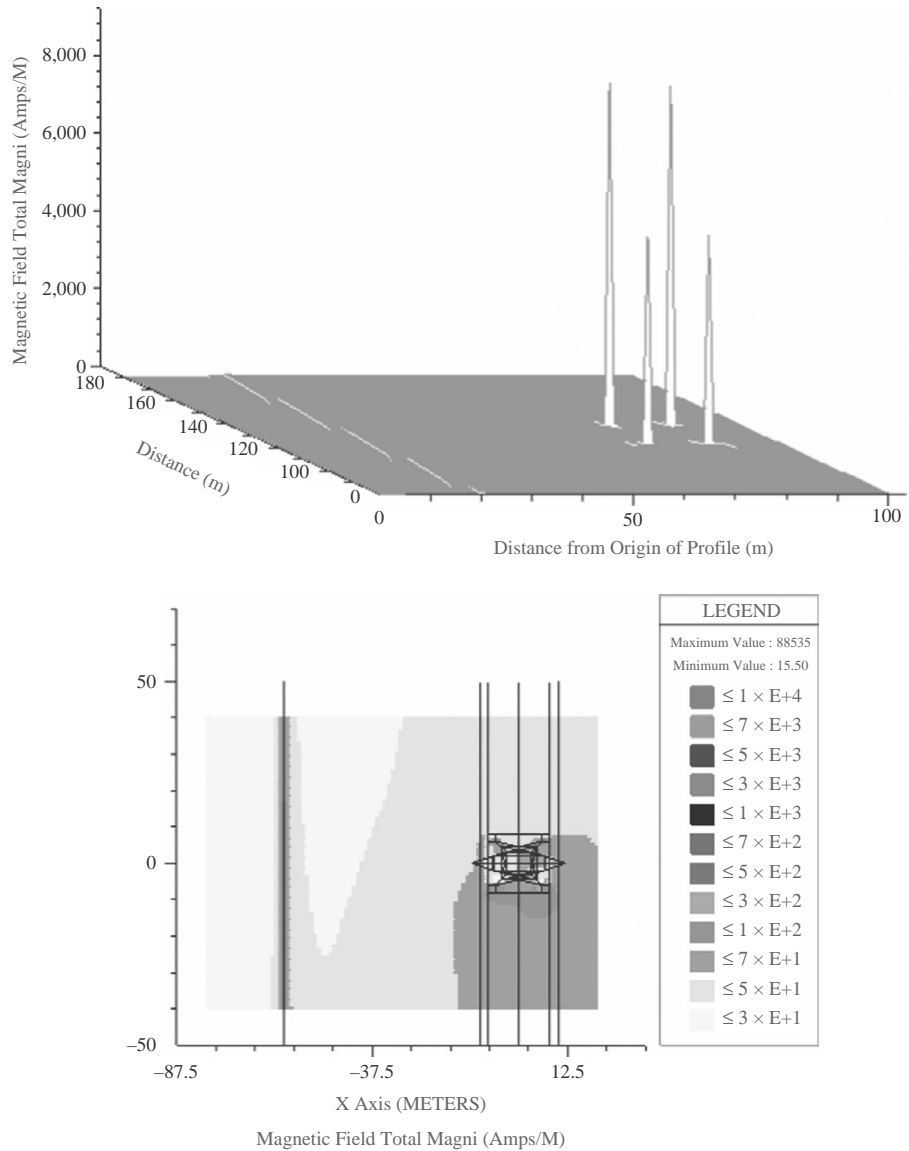 Magnetic Field Total Magni (Amps/M)
8,000
6,000
4,000
2,000
0
180
160
140
120
100
0
Distance (m)
0
50
100
Distance from Origin of Profile (m)
50
0
–50
–87.5
–37.5
12.5
X Axis (METERS)
Magnetic Field Total Magni (Amps/M)
LEGEND
Maximum Value : 88535
Minimum Value : 15.50
≤ 1 × E+4
≤ 7 × E+3
≤ 5 × E+3
≤ 3 × E+3
≤ 1 × E+3
≤ 7 × E+2
≤ 5 × E+2
≤ 3 × E+2
≤ 1 × E+2
≤ 7 × E+1
≤ 5 × E+1
≤ 3 × E+1